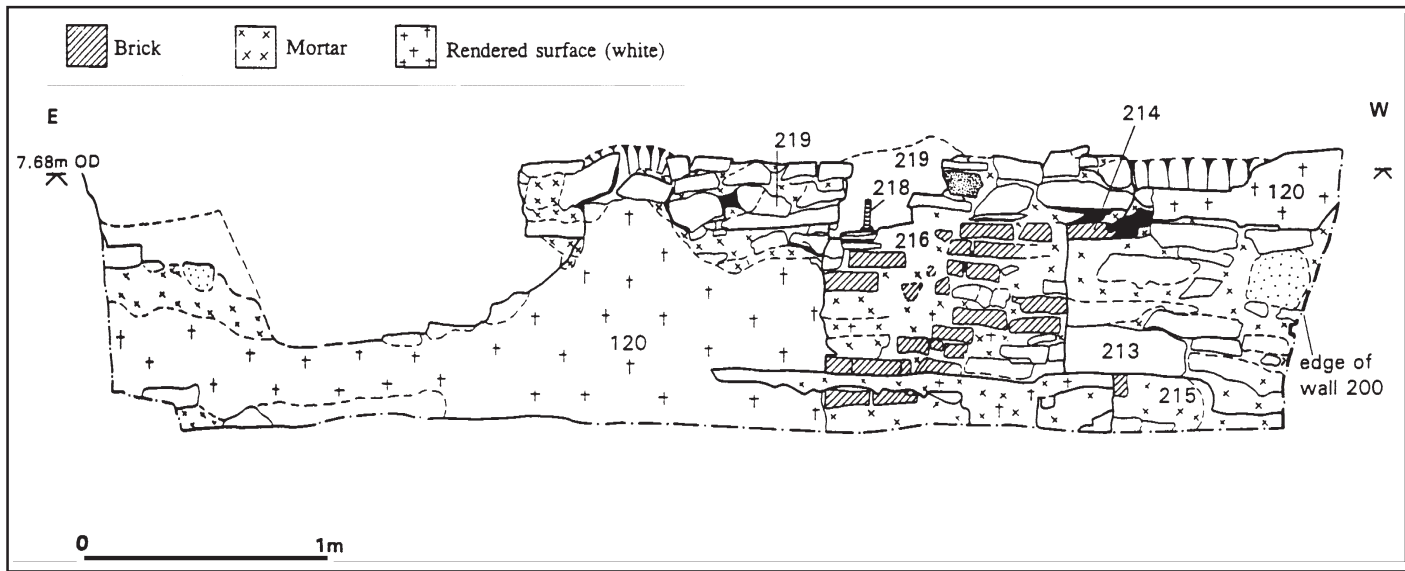 Brick
Mortar
Rendered surface (white)
E
W
7.68m OD
214
219
219
218
120
216
120
213
edge of
wall 200
215
0
1m